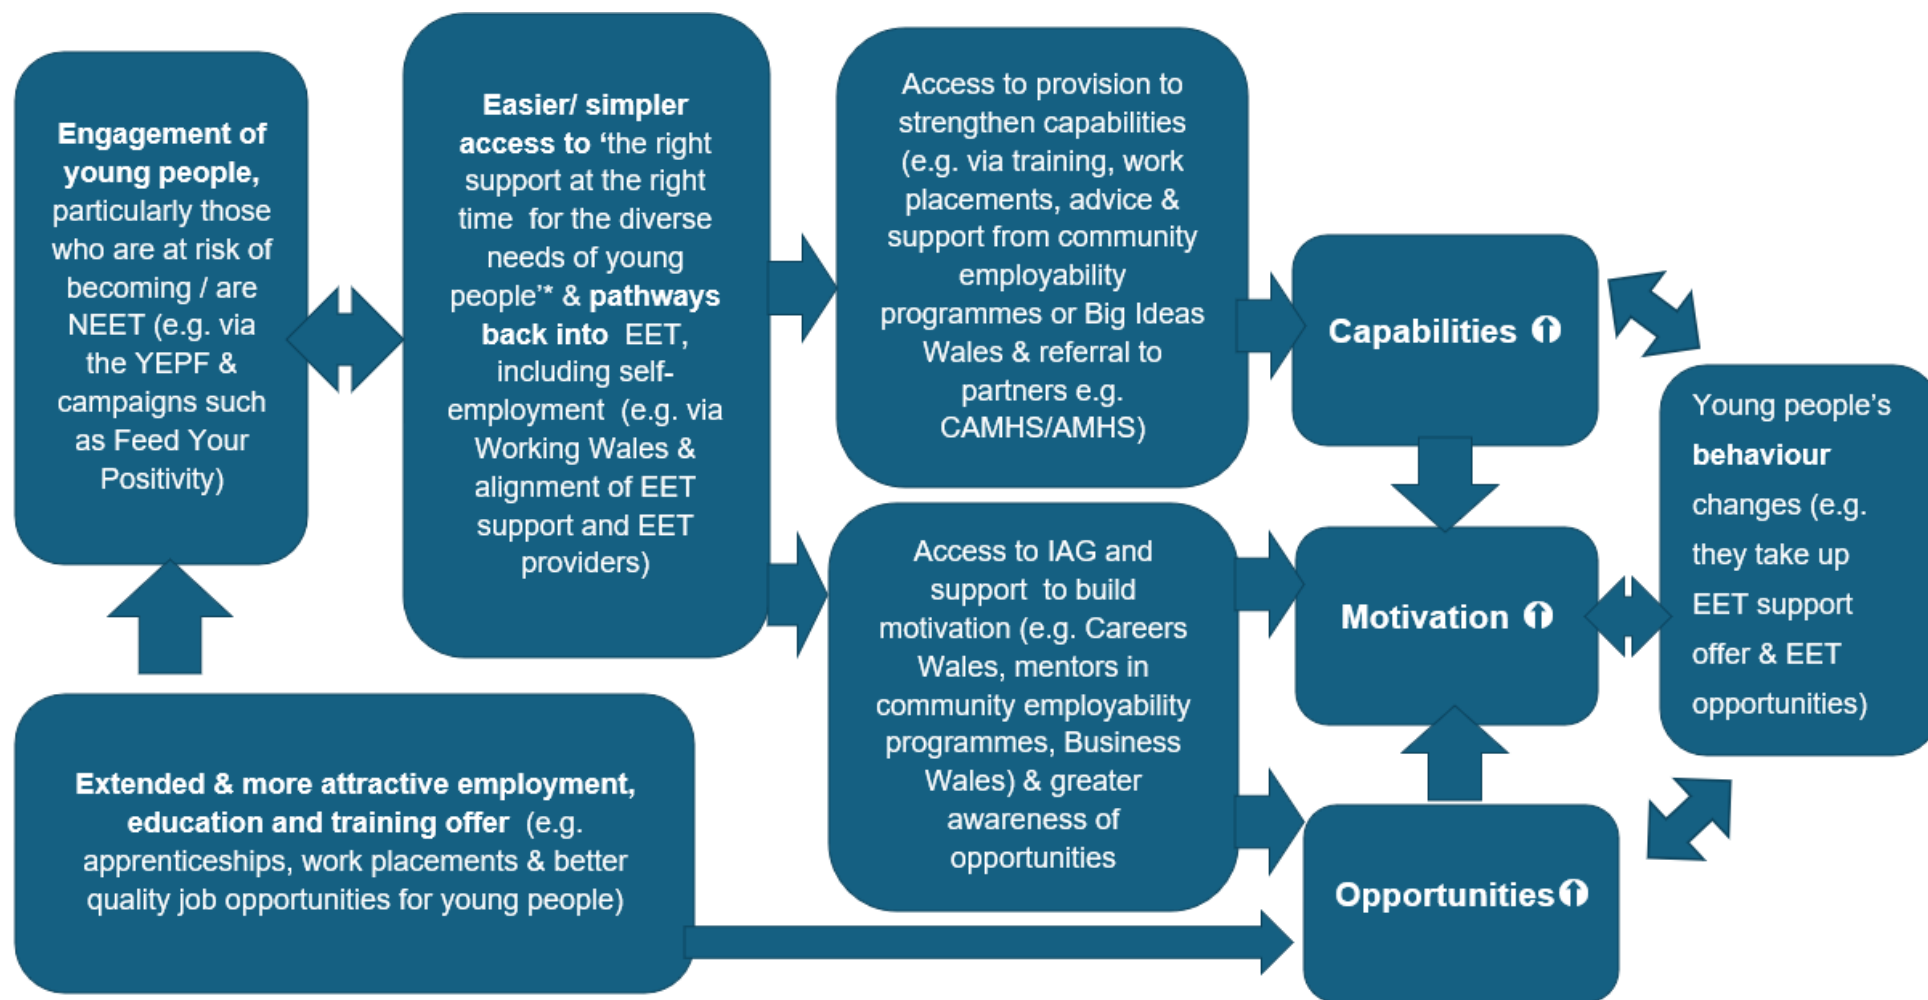 Engagement of
young people,
particularly those
who are at risk of
becoming / are
NEET (e.g. via
the YEPF &
campaigns such
as Feed Your
Positivity)
Easier/ simpler
access to ‘the right
support at the right
time for the diverse
needs of young
people’* & pathways
back into EET,
including self-
employment (e.g. via
Working Wales &
alignment of EET
support and EET
providers)
Access to provision to
strengthen capabilities
(e.g. via training, work
placements, advice &
support from community
employability
programmes or Big Ideas
Wales & referral to
partners e.g.
CAMHS/AMHS)
Access to IAG and
support to build
motivation (e.g. Careers
Wales, mentors in
community employability
programmes, Business
Wales) & greater
awareness of
opportunities
Extended & more attractive employment,
education and training offer (e.g.
apprenticeships, work placements & better
quality job opportunities for young people)
Capabilities
Motivation
Opportunities
Young people’s
behaviour
changes (e.g.
they take up
EET support
offer & EET
opportunities)